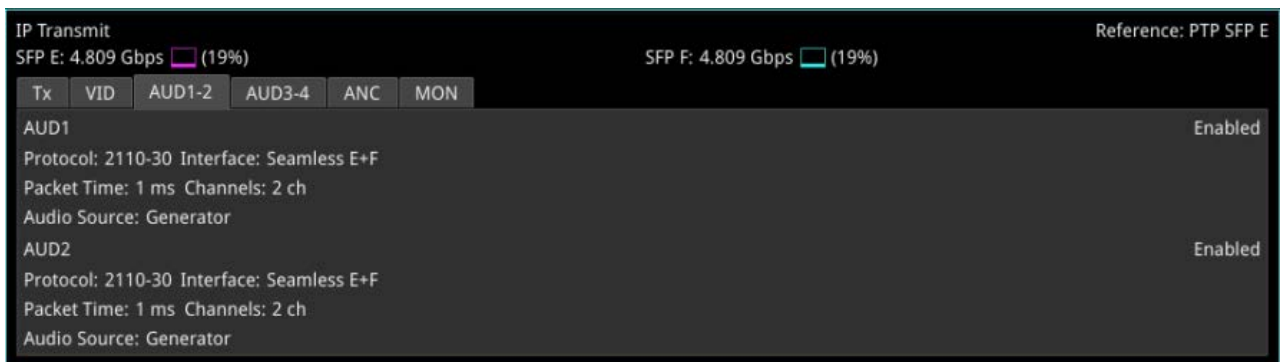 IP Transmit Reference: PTP SFP E
SFP E: 4.809 Gbps (19%) SFP F: 4.809 Gbps (19%)
Tx VID AUD1-2 AUD3-4 ANC MON
AUD1 Enabled
Protocol: 2110-30 Interface: Seamless E+F
Packet Time: 1 ms Channels: 2 ch
Audio Source: Generator
AUD2 Enabled
Protocol: 2110-30 Interface: Seamless E+F
Packet Time: 1 ms Channels: 2 ch
Audio Source: Generator